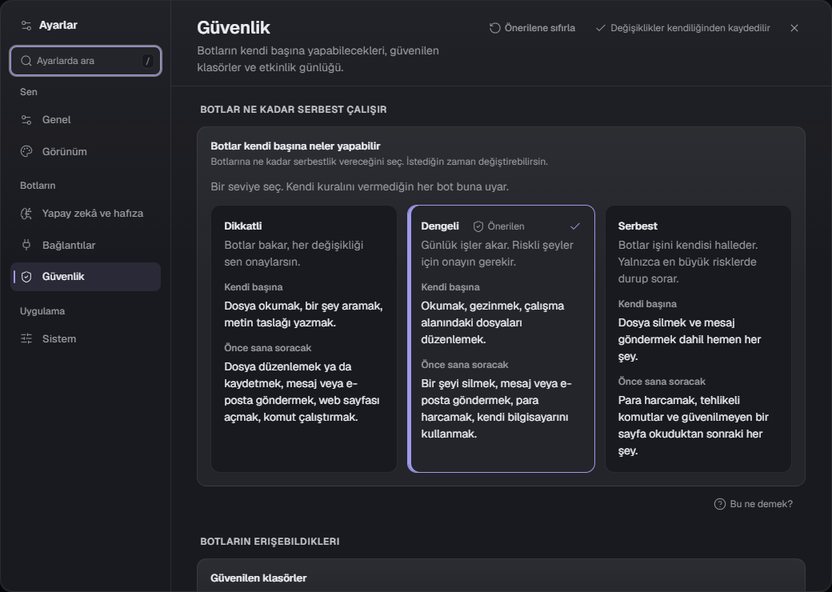 Ayarlar
Ayarlarda ara /
Sen
Genel
Görünüm
Botların
Yapay zekâ ve hafıza
Bağlantılar
Güvenlik
Uygulama
Sistem
Güvenlik
Önerilene sıfırla
Değişiklikler kendiliğinden kaydedilir
Botların kendi başına yapabilecekleri, güvenilen
klasörler ve etkinlik günlüğü.
BOTLAR NE KADAR SERBEST ÇALIŞIR
Botlar kendi başına neler yapabilir
Botlarına ne kadar serbestlik vereceğini seç. İstediğin zaman değiştirebilirsin.
Bir seviye seç. Kendi kuralını vermediğin her bot buna uyar.
Dikkatli
Botlar bakar, her değişikliği
sen onaylarsın.
Kendi başına
Dosya okumak, bir şey aramak,
metin taslağı yazmak.
Önce sana soracak
Dosya düzenlemek ya da
kaydetmek, mesaj veya e-
posta göndermek, web sayfası
açmak, komut çalıştırmak.
Dengeli Önerilen
Günlük işler akar. Riskli şeyler
için onayın gerekir.
Kendi başına
Okumak, gezinmek, çalışma
alanındaki dosyaları
düzenlemek.
Önce sana soracak
Bir şeyi silmek, mesaj veya e-
posta göndermek, para
harcamak, kendi bilgisayarını
kullanmak.
Serbest
Botlar işini kendisi halleder.
Yalnızca en büyük risklerde
durup sorar.
Kendi başına
Dosya silmek ve mesaj
göndermek dahil hemen her
şey.
Önce sana soracak
Para harcamak, tehlikeli
komutlar ve güvenilmeyen bir
sayfa okuduktan sonraki her
şey.
Bu ne demek?
BOTLARIN ERIŞEBILDIKLERI
Güvenilen klasörler